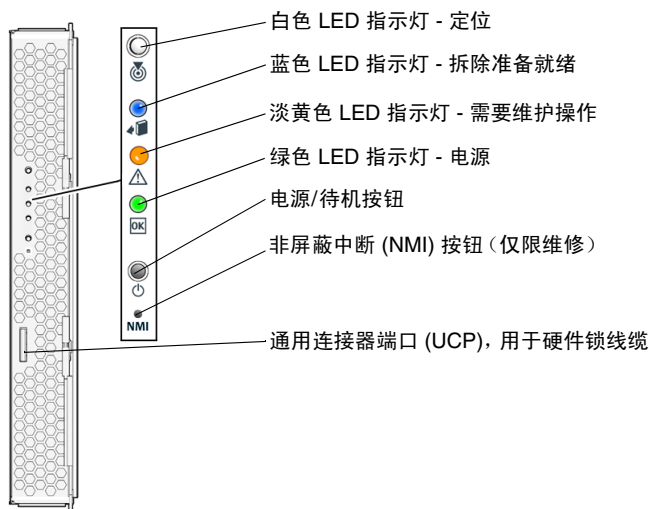 白色 LED 指示灯 - 定位
蓝色 LED 指示灯 - 拆除准备就绪
淡黄色 LED 指示灯 - 需要维护操作
绿色 LED 指示灯 - 电源
OK
电源/待机按钮
非屏蔽中断 (NMI) 按钮（仅限维修）
NMI
通用连接器端口 (UCP)，用于硬件锁线缆